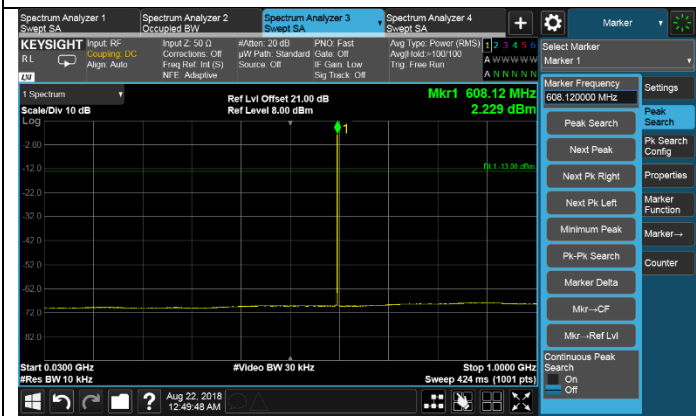 Spectrum Analyzer 1
Swept SA
Spectrum Analyzer 2
Occupied BW
Spectrum Analyzer 3
Swept SA
Spectrum Analyzer 4
Swept SA
+
Marker
KEYSIGHT
RL
LXI
Input: RF
Coupling: DC
Align: Auto
Input Z: 50 Ω
Corrections: Off
Freq Ref: Int (S)
NFE: Adaptive
#Atten: 20 dB
µW Path: Standard
Source: Off
PNO: Fast
Gate: Off
IF Gain: Low
Sig Track: Off
Avg Type: Power (RMS)
Avg|Hold:>100/100
Trig: Free Run
1 2 3 4 5 6
A W W W W W
A N N N N N
Select Marker
Marker 1
1 Spectrum
Scale/Div 10 dB
Log
Ref Lvl Offset 21.00 dB
Ref Level 8.00 dBm
Mkr1 608.12 MHz
2.229 dBm
1
DL1 -13.00 dBm
-2.00
-12.0
-22.0
-32.0
-42.0
-52.0
-62.0
-72.0
-82.0
Start 0.0300 GHz
#Res BW 10 kHz
#Video BW 30 kHz
Stop 1.0000 GHz
Sweep 424 ms (1001 pts)
Marker Frequency
608.120000 MHz
Peak Search
Next Peak
Next Pk Right
Next Pk Left
Minimum Peak
Pk-Pk Search
Marker Delta
Mkr→CF
Mkr→Ref Lvl
Continuous Peak
Search
On
Off
Settings
Peak
Search
Pk Search
Config
Properties
Marker
Function
Marker→
Counter
?
Aug 22, 2018
12:49:48 AM